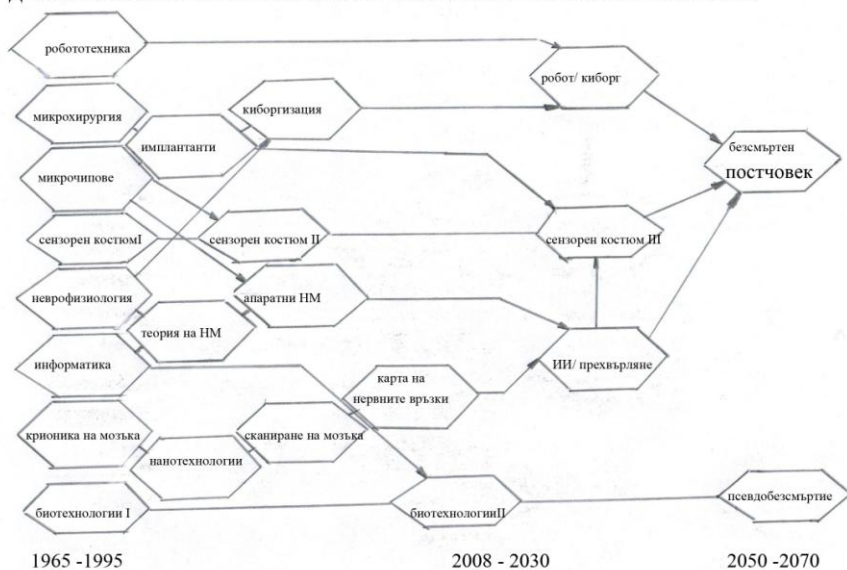 робототехника
робот/ киборг
микрохирургия
киборгизация
имплантанти
безсмъртен
постчовек
микрочипове
сензорен костюмI
сензорен костюм II
сензорен костюм III
неврофизиология
апаратни НМ
теория на НМ
информатика
ИИ/ прехвърляне
карта на
нервните връзки
крионика на мозъка
сканиране на мозъка
нанотехнологии
биотехнологии I
биотехнологииII
псевдобезсмъртие
1965 -1995
2008 - 2030
2050 -2070